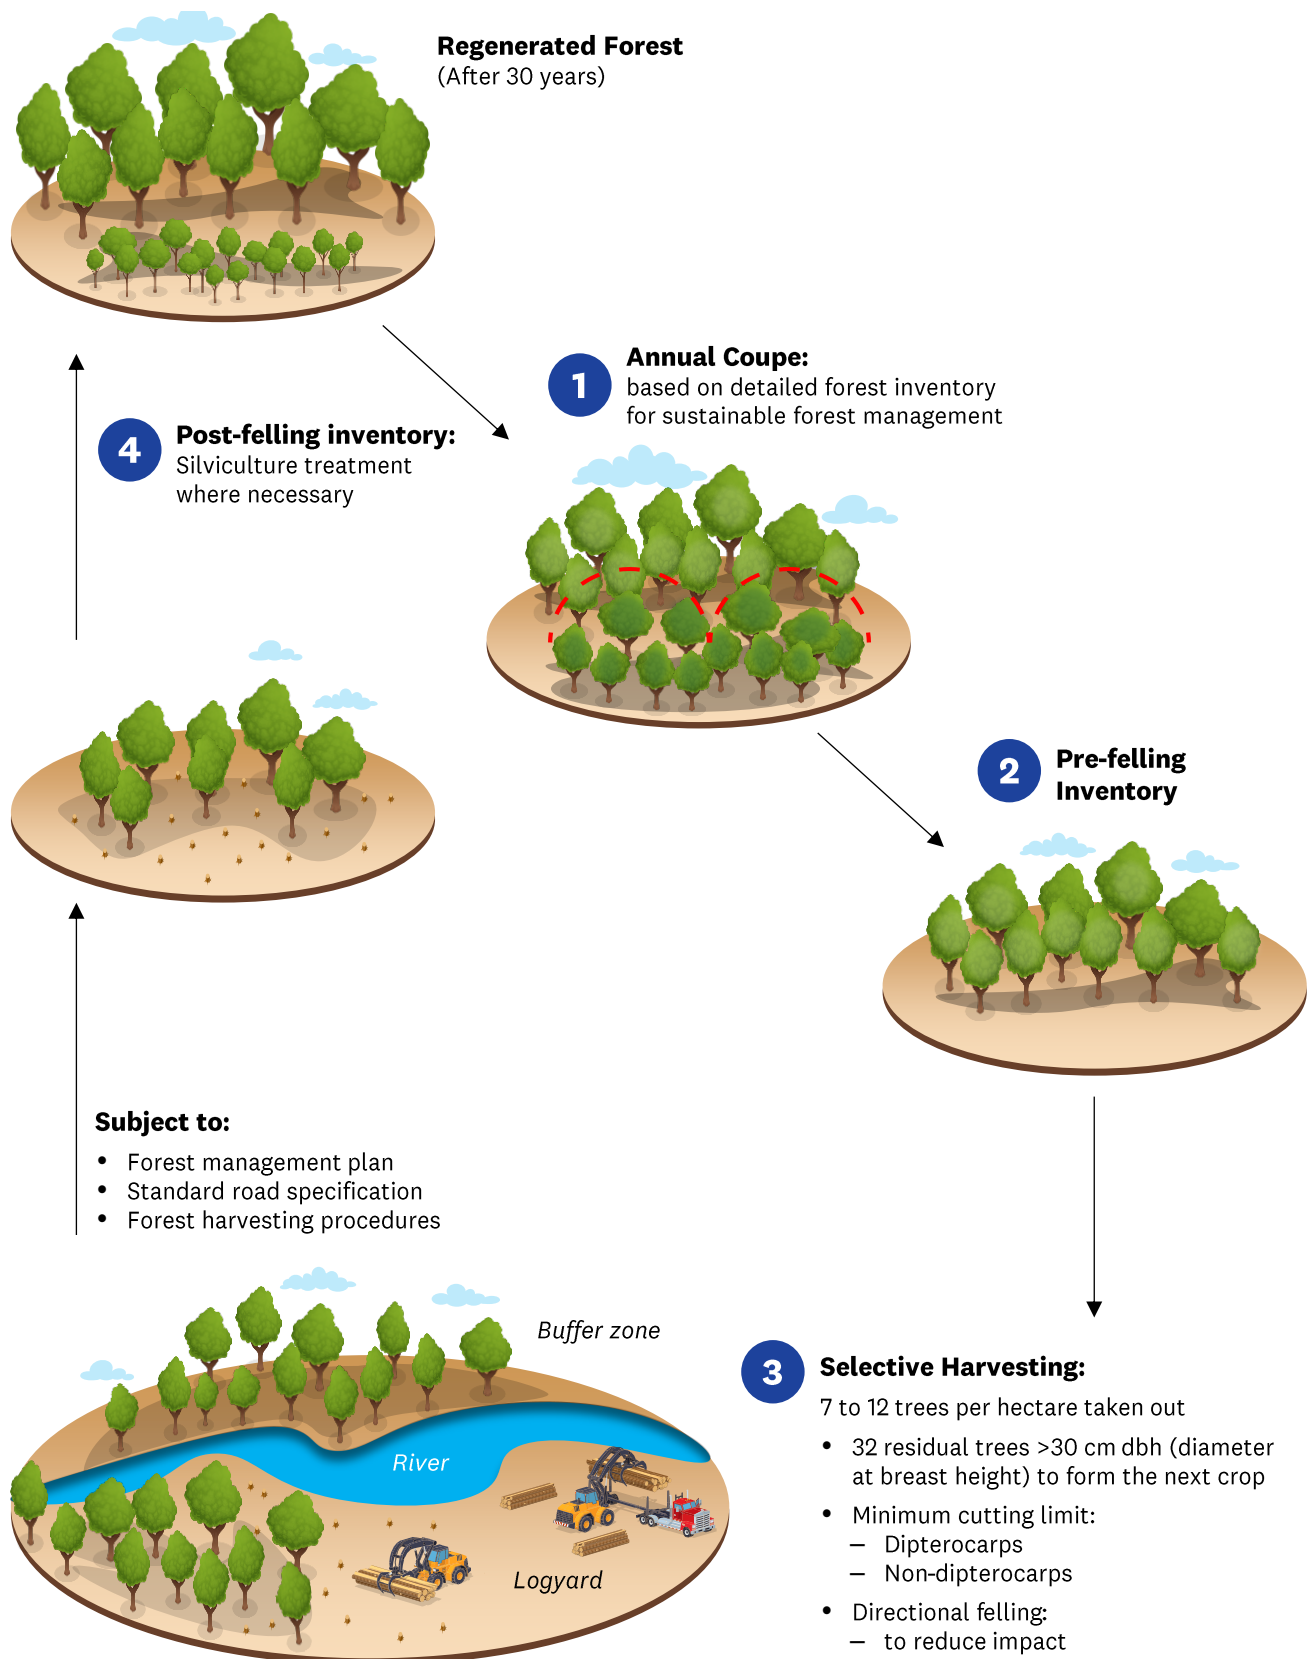 Regenerated Forest
(After 30 years)
1
Annual Coupe:
based on detailed forest inventory
for sustainable forest management
2
Pre-felling
Inventory
3
Selective Harvesting:
7 to 12 trees per hectare taken out
• 32 residual trees >30 cm dbh (diameter
at breast height) to form the next crop
• Minimum cutting limit:
– Dipterocarps
– Non-dipterocarps
• Directional felling:
– to reduce impact
Buffer zone
River
Logyard
Subject to:
• Forest management plan
• Standard road specification
• Forest harvesting procedures
4
Post-felling inventory:
Silviculture treatment
where necessary